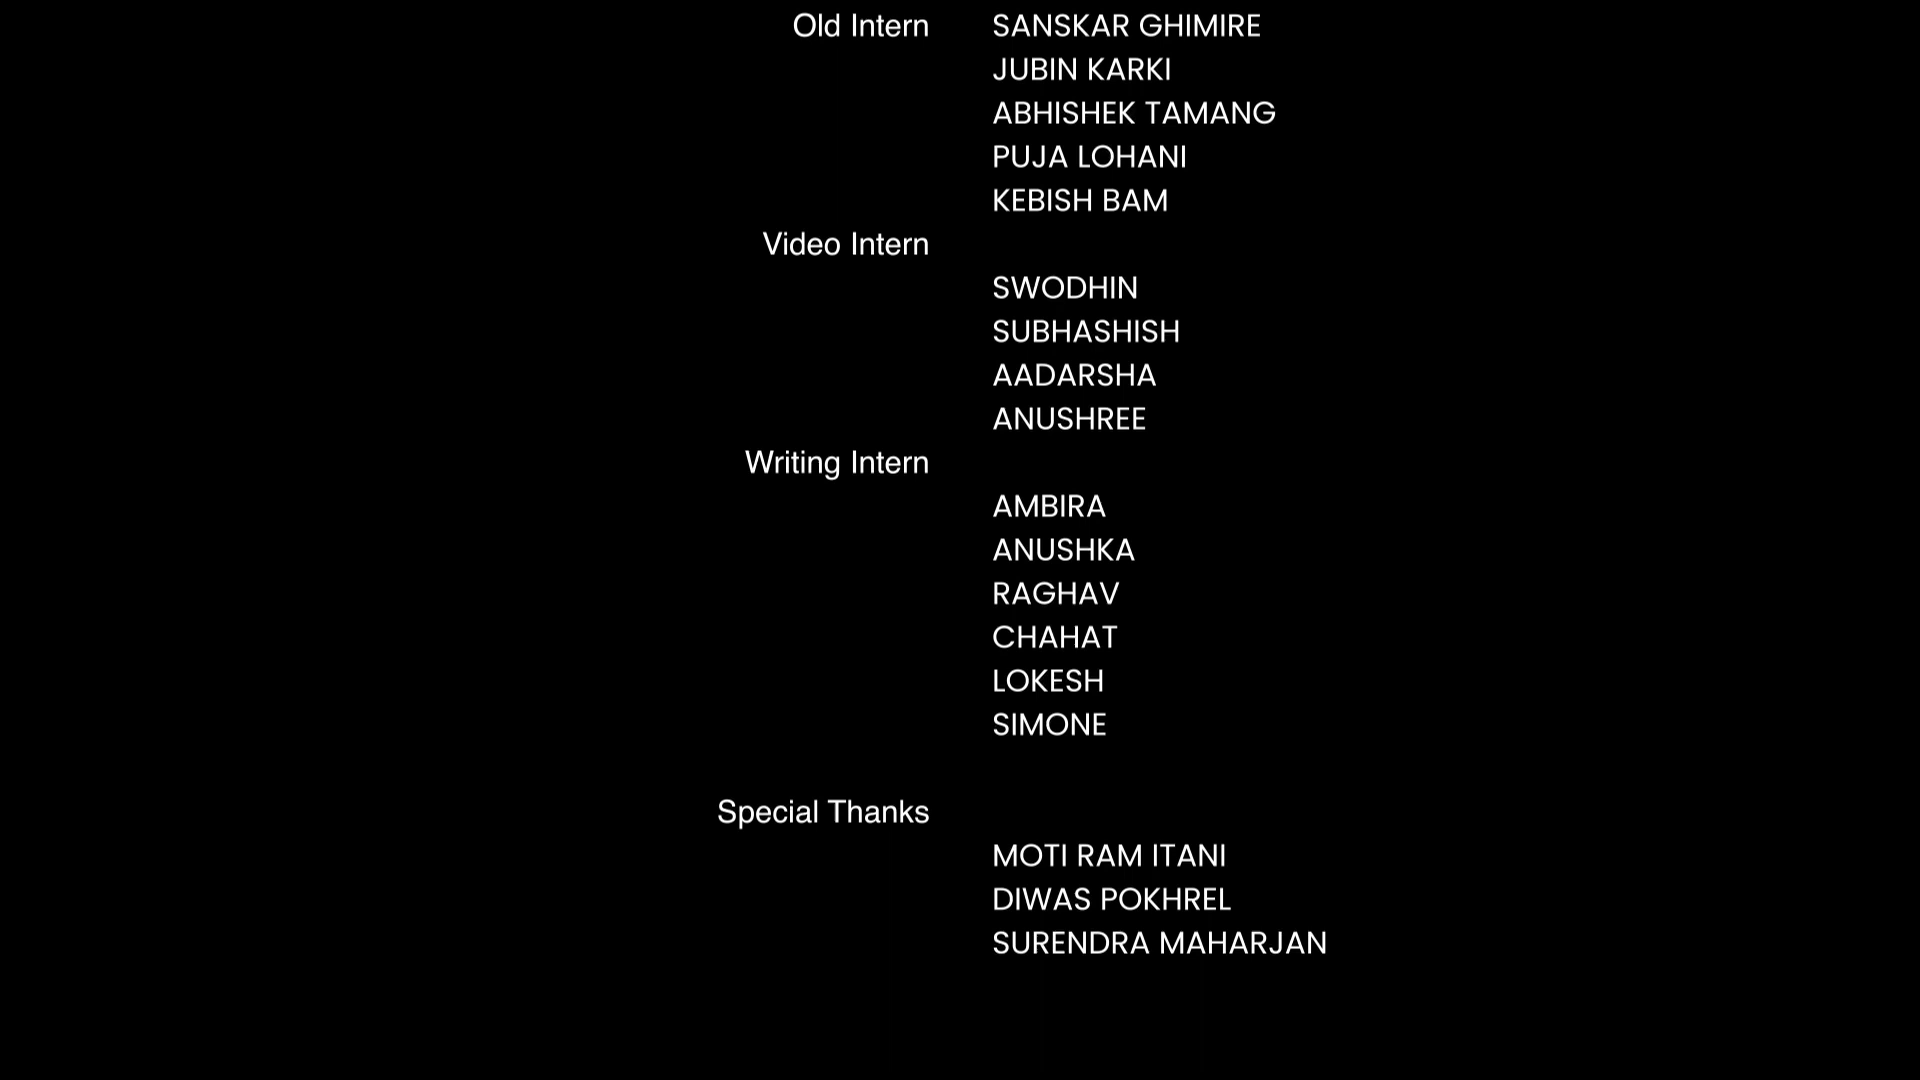 Old Intern SANSKAR GHIMIRE
JUBIN KARKI
ABHISHEK TAMANG
PUJA LOHANI
KEBISH BAM
Video Intern
SWODHIN
SUBHASHISH
AADARSHA
ANUSHREE
Writing Intern
AMBIRA
ANUSHKA
RAGHAV
CHAHAT
LOKESH
SIMONE
Special Thanks
MOTI RAM ITANI
DIWAS POKHREL
SURENDRA MAHARJAN